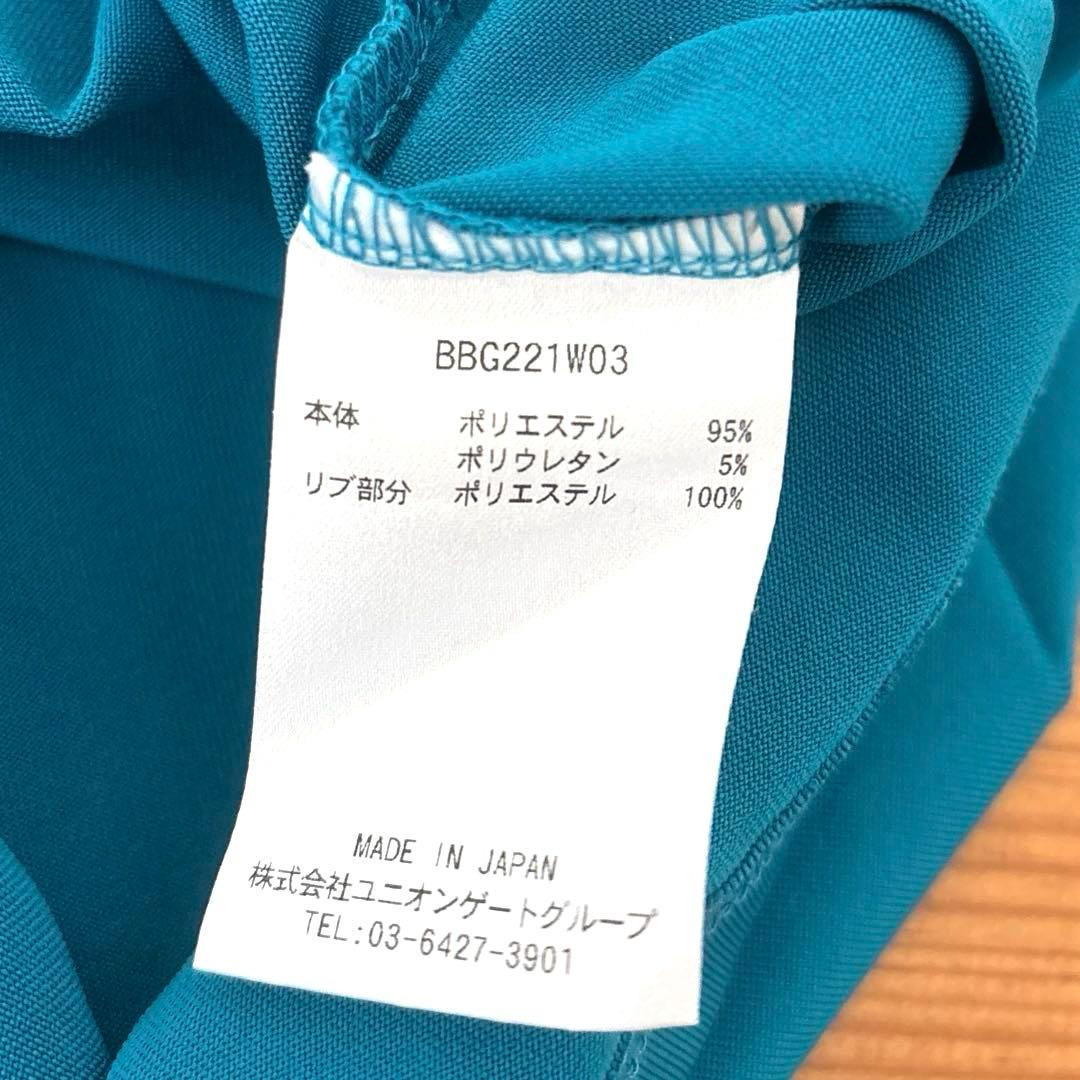 BBG221W03
本体 ポリエステル 95%
ポリウレタン 5%
リブ部分 ポリエステル 100%
MADE IN JAPAN
株式会社ユニオンゲートグループ
TEL:03-6427-3901